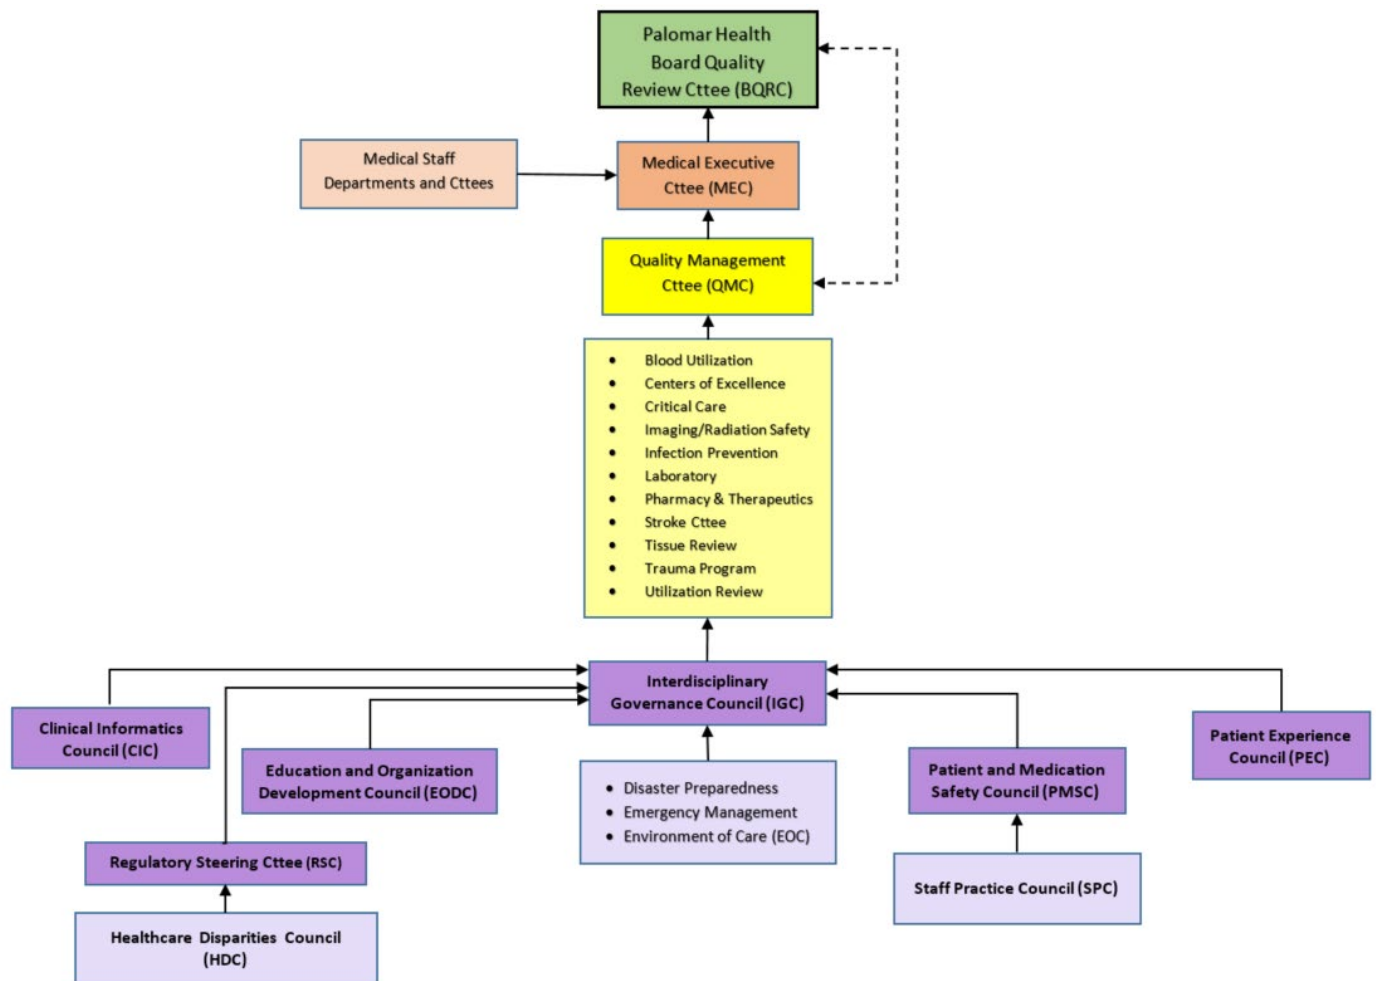 Palomar Health
Board Quality
Review Cttee (BQRC)
Medical Staff
Departments and Cttees
Medical Executive
Cttee (MEC)
Quality Management
Cttee (QMC)
• Blood Utilization
• Centers of Excellence
• Critical Care
• Imaging/Radiation Safety
• Infection Prevention
• Laboratory
• Pharmacy & Therapeutics
• Stroke Cttee
• Tissue Review
• Trauma Program
• Utilization Review
Interdisciplinary
Governance Council (IGC)
Clinical Informatics
Council (CIC)
Education and Organization
Development Council (EODC)
• Disaster Preparedness
• Emergency Management
• Environment of Care (EOC)
Patient and Medication
Safety Council (PMSC)
Patient Experience
Council (PEC)
Regulatory Steering Cttee (RSC)
Staff Practice Council (SPC)
Healthcare Disparities Council
(HDC)